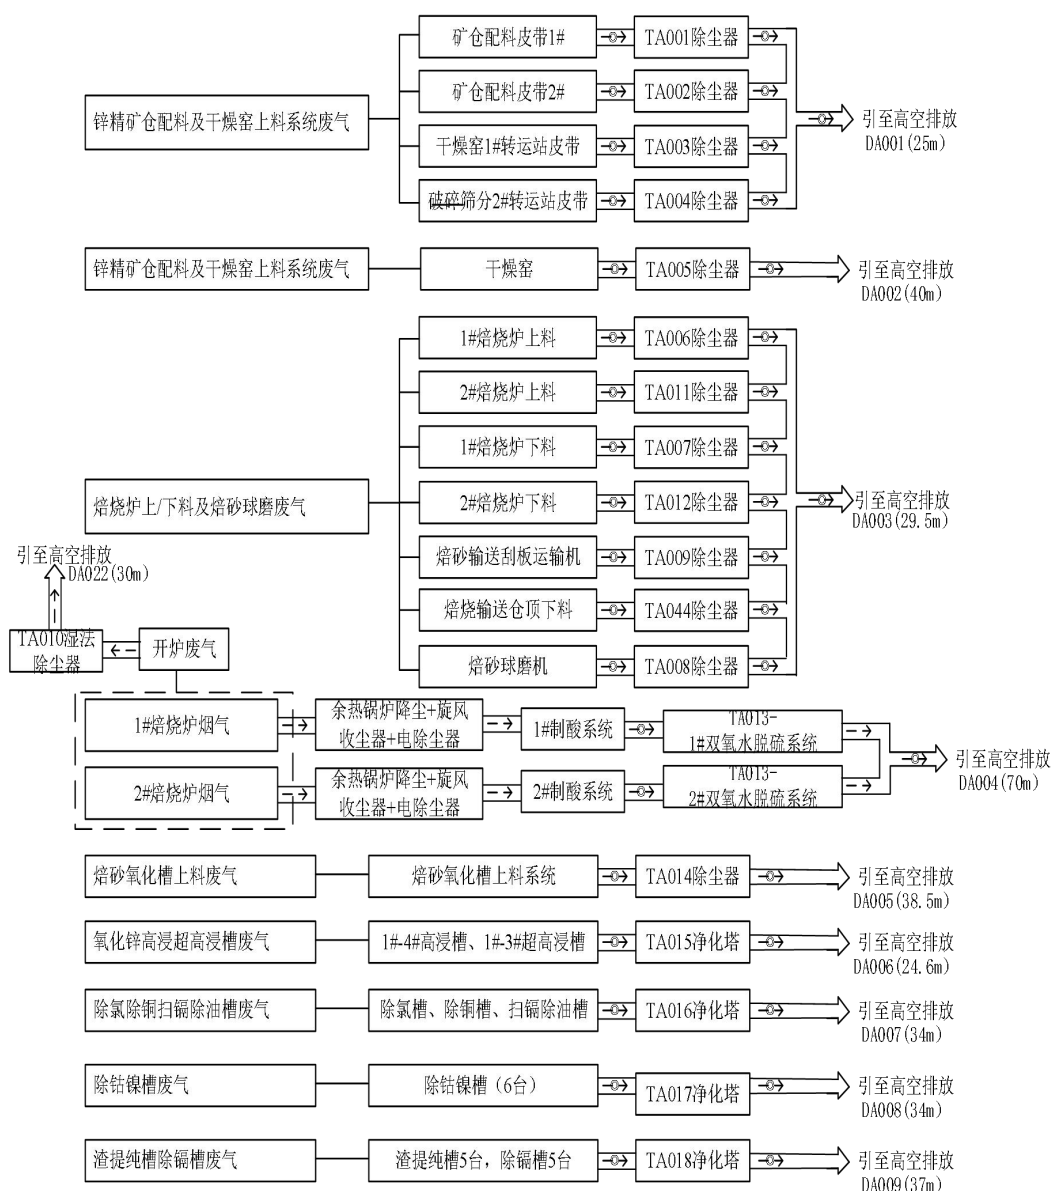 矿仓配料皮带1#
TA001除尘器
矿仓配料皮带2#
TA002除尘器
锌精矿仓配料及干燥窑上料系统废气
引至高空排放
DA001(25m)
干燥窑1#转运站皮带
TA003除尘器
破碎筛分2#转运站皮带
TA004除尘器
锌精矿仓配料及干燥窑上料系统废气
干燥窑
TA005除尘器
引至高空排放
DA002(40m)
1#焙烧炉上料
TA006除尘器
2#焙烧炉上料
TA011除尘器
1#焙烧炉下料
TA007除尘器
焙烧炉上/下料及焙砂球磨废气
2#焙烧炉下料
TA012除尘器
引至高空排放
DA003(29.5m)
焙砂输送刮板运输机
TA009除尘器
焙烧输送仓顶下料
TA044除尘器
焙砂球磨机
TA008除尘器
引至高空排放
DA022(30m)
TA010湿法
除尘器
开炉废气
1#焙烧炉烟气
余热锅炉降尘+旋风
收尘器+电除尘器
1#制酸系统
TA013-
1#双氧水脱硫系统
2#焙烧炉烟气
余热锅炉降尘+旋风
收尘器+电除尘器
2#制酸系统
TA013-
2#双氧水脱硫系统
引至高空排放
DA004(70m)
焙砂氧化槽上料废气
焙砂氧化槽上料系统
TA014除尘器
引至高空排放
DA005(38.5m)
氧化锌高浸超高浸槽废气
1#-4#高浸槽、1#-3#超高浸槽
TA015净化塔
引至高空排放
DA006(24.6m)
除氯除铜扫镉除油槽废气
除氯槽、除铜槽、扫镉除油槽
TA016净化塔
引至高空排放
DA007(34m)
除钴镍槽废气
除钴镍槽（6台）
TA017净化塔
引至高空排放
DA008(34m)
渣提纯槽除镉槽废气
渣提纯槽5台，除镉槽5台
TA018净化塔
引至高空排放
DA009(37m)